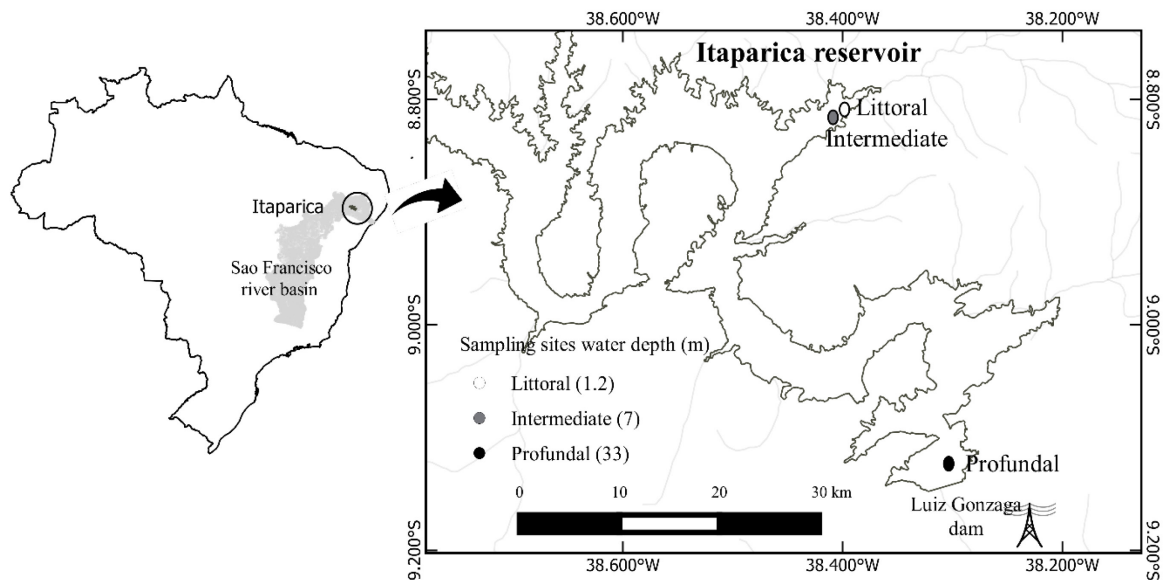 38.600°W 38.400°W 38.200°W
Itaparica reservoir
8.800°S
8.800°S
Littoral
Intermediate
Itaparica
Sao Francisco
river basin
9.000°S
9.000°S
Sampling sites water depth (m)
Littoral (1.2)
Intermediate (7)
Profundal (33)
Profundal
0 10 20 30 km
Luiz Gonzaga
dam
9.200°S
9.200°S
38.600°W 38.400°W 38.200°W